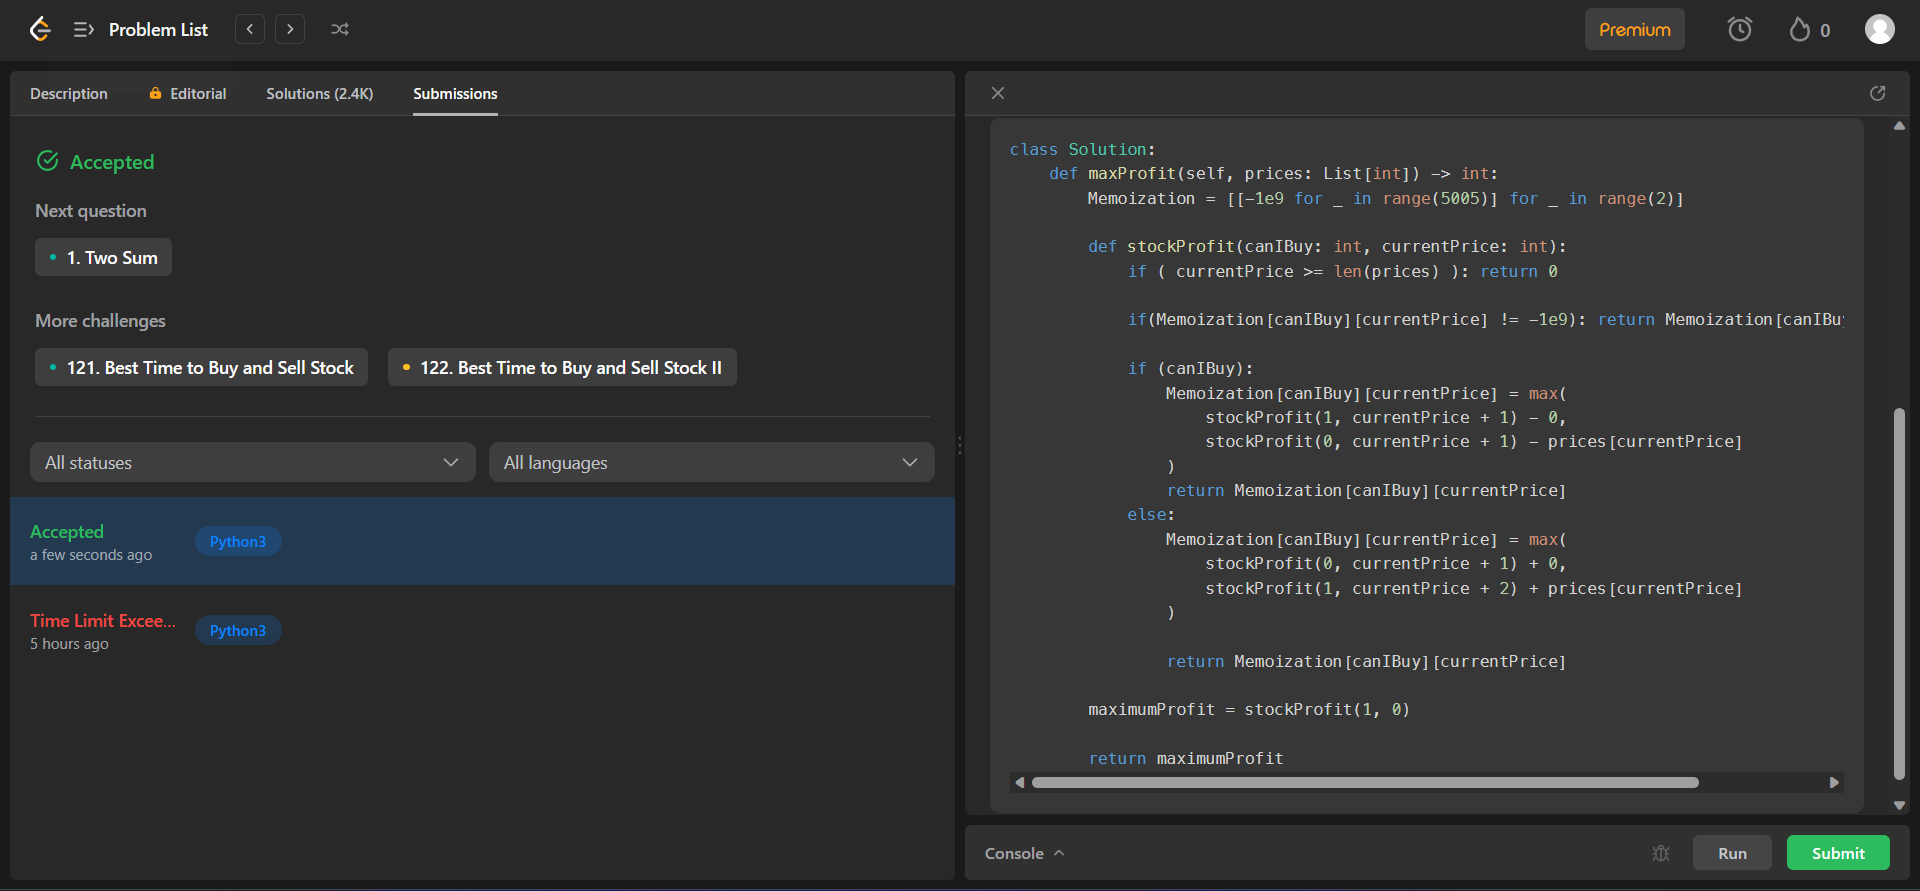 Problem List
Premium
0
Description
Editorial
Solutions (2.4K)
Submissions
Accepted
Next question
1. Two Sum
More challenges
121. Best Time to Buy and Sell Stock
122. Best Time to Buy and Sell Stock II
All statuses
All languages
Accepted
a few seconds ago
Python3
Time Limit Excee...
5 hours ago
Python3
class Solution:
    def maxProfit(self, prices: List[int]) -> int:
        Memoization = [[-1e9 for _ in range(5005)] for _ in range(2)]
        def stockProfit(canIBuy: int, currentPrice: int):
            if ( currentPrice >= len(prices) ): return 0
            if(Memoization[canIBuy][currentPrice] != -1e9): return Memoization[canIBu
            if (canIBuy):
                Memoization[canIBuy][currentPrice] = max(
                    stockProfit(1, currentPrice + 1) - 0,
                    stockProfit(0, currentPrice + 1) - prices[currentPrice]
                )
                return Memoization[canIBuy][currentPrice]
            else:
                Memoization[canIBuy][currentPrice] = max(
                    stockProfit(0, currentPrice + 1) + 0,
                    stockProfit(1, currentPrice + 2) + prices[currentPrice]
                )
                return Memoization[canIBuy][currentPrice]
        maximumProfit = stockProfit(1, 0)
        return maximumProfit
Console
Run
Submit